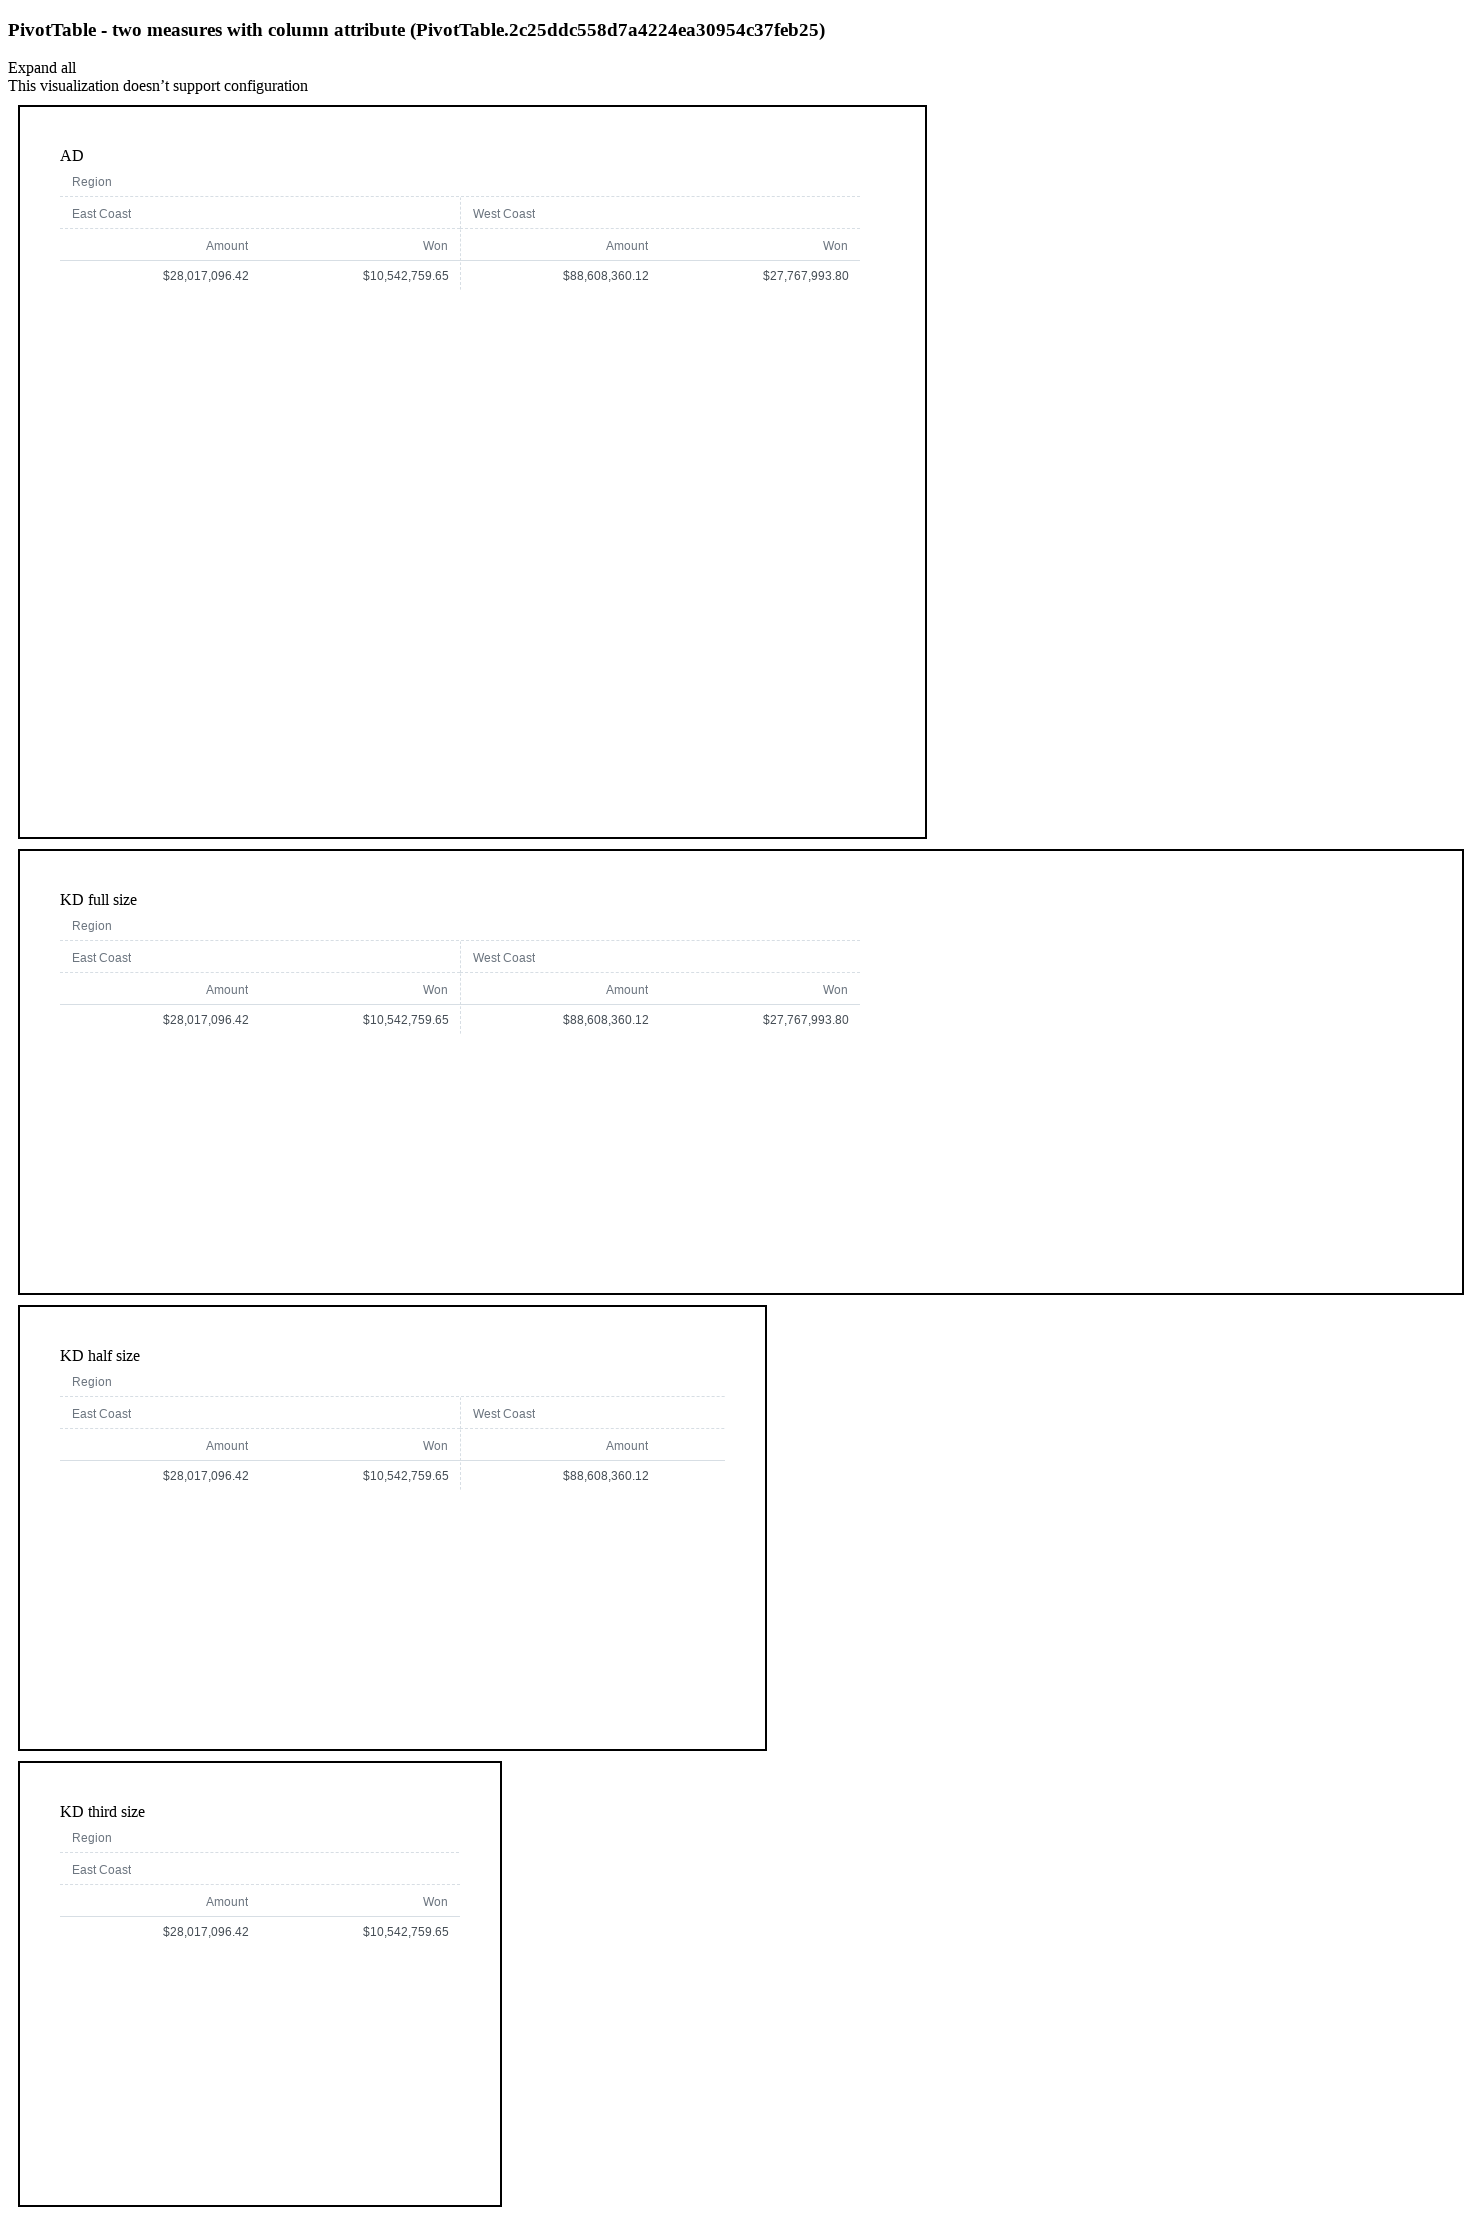 PivotTable - two measures with column attribute (PivotTable.2c25ddc558d7a4224ea30954c37feb25)
Expand all
This visualization doesn’t support configuration
AD
Region
East Coast West Coast
Amount Won Amount Won
$28,017,096.42 $10,542,759.65 $88,608,360.12 $27,767,993.80
KD full size
Region
East Coast West Coast
Amount Won Amount Won
$28,017,096.42 $10,542,759.65 $88,608,360.12 $27,767,993.80
KD half size
Region
East Coast West Coast
Amount Won Amount
$28,017,096.42 $10,542,759.65 $88,608,360.12
KD third size
Region
East Coast
Amount Won
$28,017,096.42 $10,542,759.65